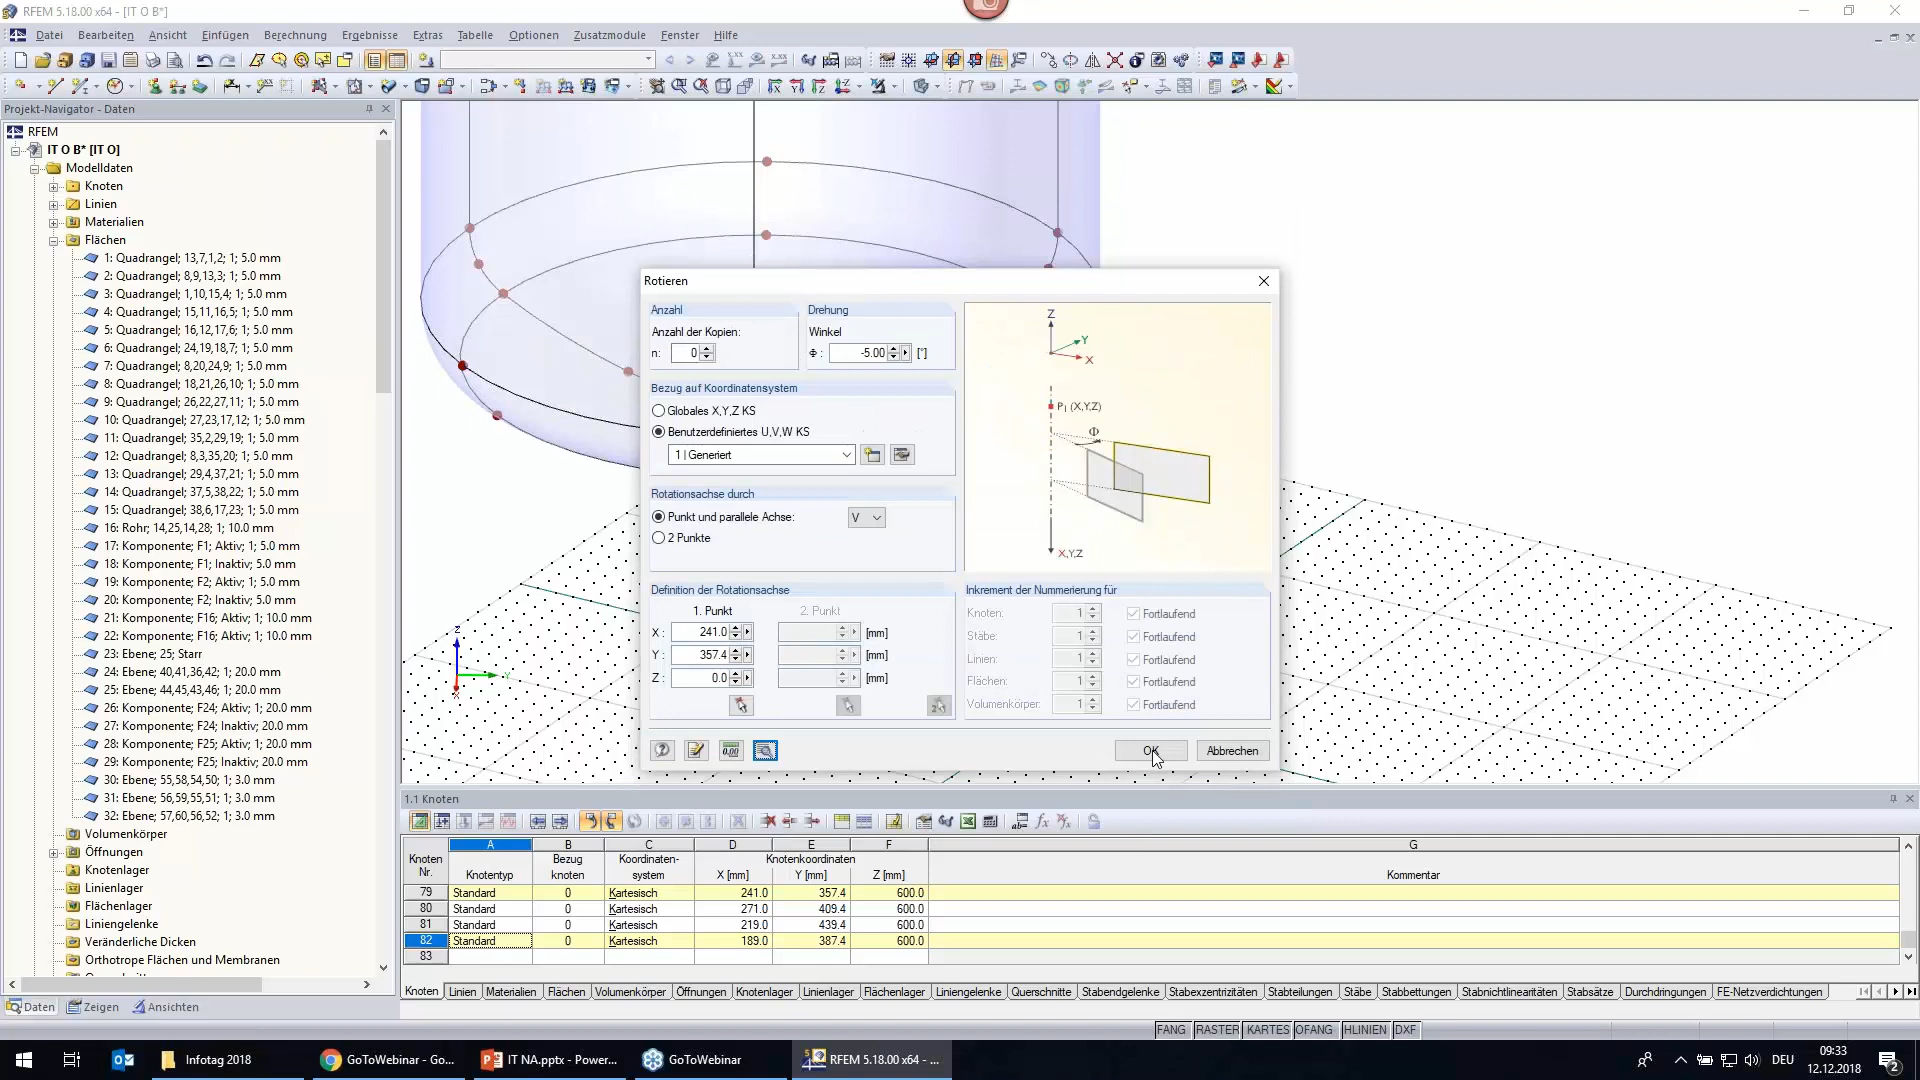 RFEM 5.18.00 x64 - [IT O B*]
Datei Bearbeiten Ansicht Einfügen Berechnung Ergebnisse Extras Tabelle Optionen Zusatzmodule Fenster Hilfe
Projekt-Navigator - Daten
RFEM
IT O B* [IT O]
Modelldaten
Knoten
Linien
Materialien
Flächen
1: Quadrangel; 13,7,1,2; 1; 5.0 mm
2: Quadrangel; 8,9,13,3; 1; 5.0 mm
3: Quadrangel; 1,10,15,4; 1; 5.0 mm
4: Quadrangel; 15,11,16,5; 1; 5.0 mm
5: Quadrangel; 16,12,17,6; 1; 5.0 mm
6: Quadrangel; 24,19,18,7; 1; 5.0 mm
7: Quadrangel; 8,20,24,9; 1; 5.0 mm
8: Quadrangel; 18,21,26,10; 1; 5.0 mm
9: Quadrangel; 26,22,27,11; 1; 5.0 mm
10: Quadrangel; 27,23,17,12; 1; 5.0 mm
11: Quadrangel; 35,2,29,19; 1; 5.0 mm
12: Quadrangel; 8,3,35,20; 1; 5.0 mm
13: Quadrangel; 29,4,37,21; 1; 5.0 mm
14: Quadrangel; 37,5,38,22; 1; 5.0 mm
15: Quadrangel; 38,6,17,23; 1; 5.0 mm
16: Rohr; 14,25,14,28; 1; 10.0 mm
17: Komponente; F1; Aktiv; 1; 5.0 mm
18: Komponente; F1; Inaktiv; 5.0 mm
19: Komponente; F2; Aktiv; 1; 5.0 mm
20: Komponente; F2; Inaktiv; 5.0 mm
21: Komponente; F16; Aktiv; 1; 10.0 mm
22: Komponente; F16; Aktiv; 1; 10.0 mm
23: Ebene; 25; Starr
24: Ebene; 40,41,36,42; 1; 20.0 mm
25: Ebene; 44,45,43,46; 1; 20.0 mm
26: Komponente; F24; Aktiv; 1; 20.0 mm
27: Komponente; F24; Inaktiv; 20.0 mm
28: Komponente; F25; Aktiv; 1; 20.0 mm
29: Komponente; F25; Inaktiv; 20.0 mm
30: Ebene; 55,58,54,50; 1; 3.0 mm
31: Ebene; 56,59,55,51; 1; 3.0 mm
32: Ebene; 57,60,56,52; 1; 3.0 mm
Volumenkörper
Öffnungen
Knotenlager
Linienlager
Flächenlager
Liniengelenke
Veränderliche Dicken
Orthotrope Flächen und Membranen
Daten Zeigen Ansichten
Z
Y
X
Rotieren
Anzahl
Anzahl der Kopien:
n: 0
Drehung
Winkel
Φ : -5.00 [°]
Bezug auf Koordinatensystem
Globales X,Y,Z KS
Benutzerdefiniertes U,V,W KS
1 | Generiert
Rotationsachse durch
Punkt und parallele Achse: V
2 Punkte
Z
Y
X
P1 (X,Y,Z)
Φ
X,Y,Z
Definition der Rotationsachse
1. Punkt 2. Punkt
X : 241.0 [mm]
Y : 357.4 [mm]
Z : 0.0 [mm]
Inkrement der Nummerierung für
Knoten: 1 Fortlaufend
Stäbe: 1 Fortlaufend
Linien: 1 Fortlaufend
Flächen: 1 Fortlaufend
Volumenkörper: 1 Fortlaufend
OK Abbrechen
1.1 Knoten
A B C D E F G
Knoten Bezug Koordinaten- Knotenkoordinaten
Nr. Knotentyp knoten system X [mm] Y [mm] Z [mm] Kommentar
79 Standard 0 Kartesisch 241.0 357.4 600.0
80 Standard 0 Kartesisch 271.0 409.4 600.0
81 Standard 0 Kartesisch 219.0 439.4 600.0
82 Standard 0 Kartesisch 189.0 387.4 600.0
83
Knoten Linien Materialien Flächen Volumenkörper Öffnungen Knotenlager Linienlager Flächenlager Liniengelenke Querschnitte Stabendgelenke Stabexzentrizitäten Stabteilungen Stäbe Stabbettungen Stabnichtlinearitäten Stabsätze Durchdringungen FE-Netzverdichtungen
FANG RASTER KARTES OFANG HLINIEN DXF
Infotag 2018 GoToWebinar - Go... IT NA.pptx - Power... GoToWebinar RFEM 5.18.00 x64 - ... DEU 09:33
12.12.2018
2